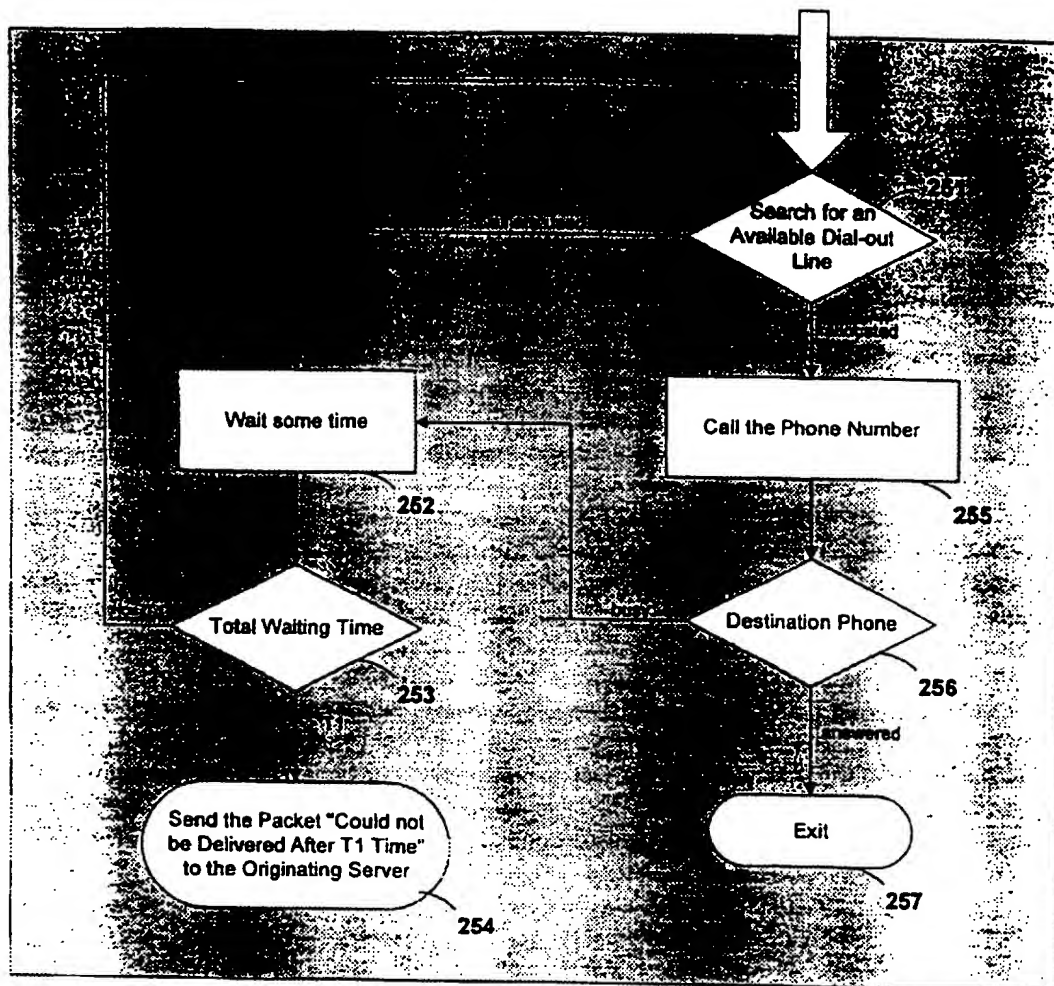 Search for an
Available Dial-out
Line
Wait some time
Call the Phone Number
252
255
Total Waiting Time
Destination Phone
253
256
answered
Send the Packet "Could not
be Delivered After T1 Time"
to the Originating Server
Exit
254
257